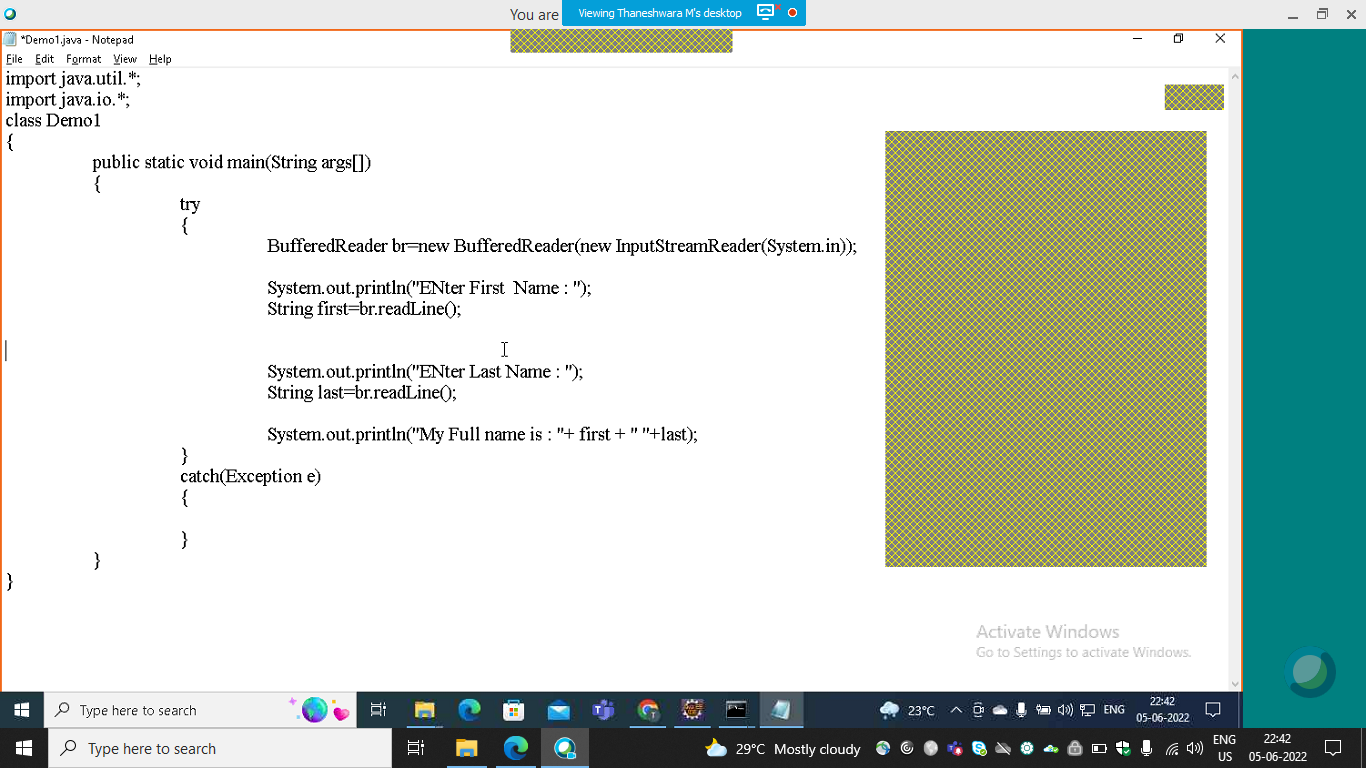 You are
Viewing Thaneshwara M's desktop
*Demo1.java - Notepad
File Edit Format View Help
import java.util.*;
import java.io.*;
class Demo1
{
public static void main(String args[])
{
try
{
BufferedReader br=new BufferedReader(new InputStreamReader(System.in));
System.out.println("ENter First  Name : ");
String first=br.readLine();
System.out.println("ENter Last Name : ");
String last=br.readLine();
System.out.println("My Full name is : "+ first + " "+last);
}
catch(Exception e)
{
}
}
}
Activate Windows
Go to Settings to activate Windows.
Type here to search
23°C
ENG
22:42
05-06-2022
Type here to search
29°C Mostly cloudy
ENG
US
22:42
05-06-2022